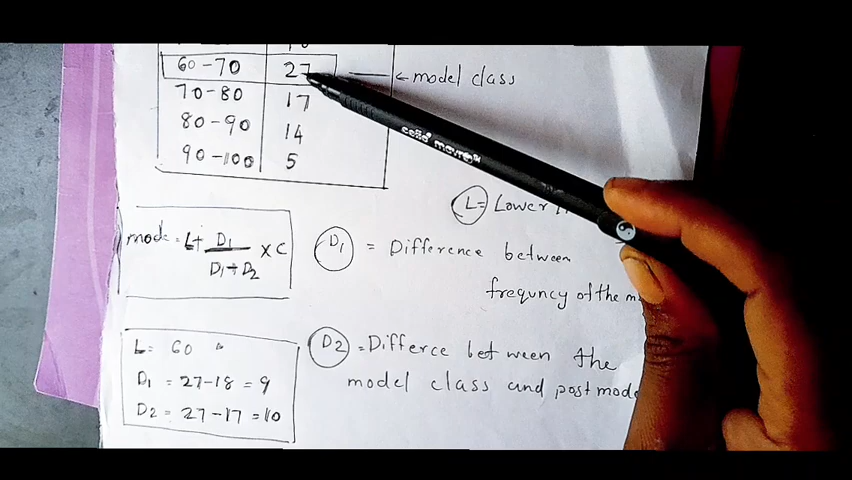 60-70 27 ← model class
70-80 17
80-90 14
90-100 5
cello maxriter™
L= Lower
mode = L+ D1/D1+D2 ×C
D1 = Difference between
frequncy of the
L= 60
D1 = 27-18 = 9
D2 = 27-17 = 10
D2 = Differce between the
model class and post